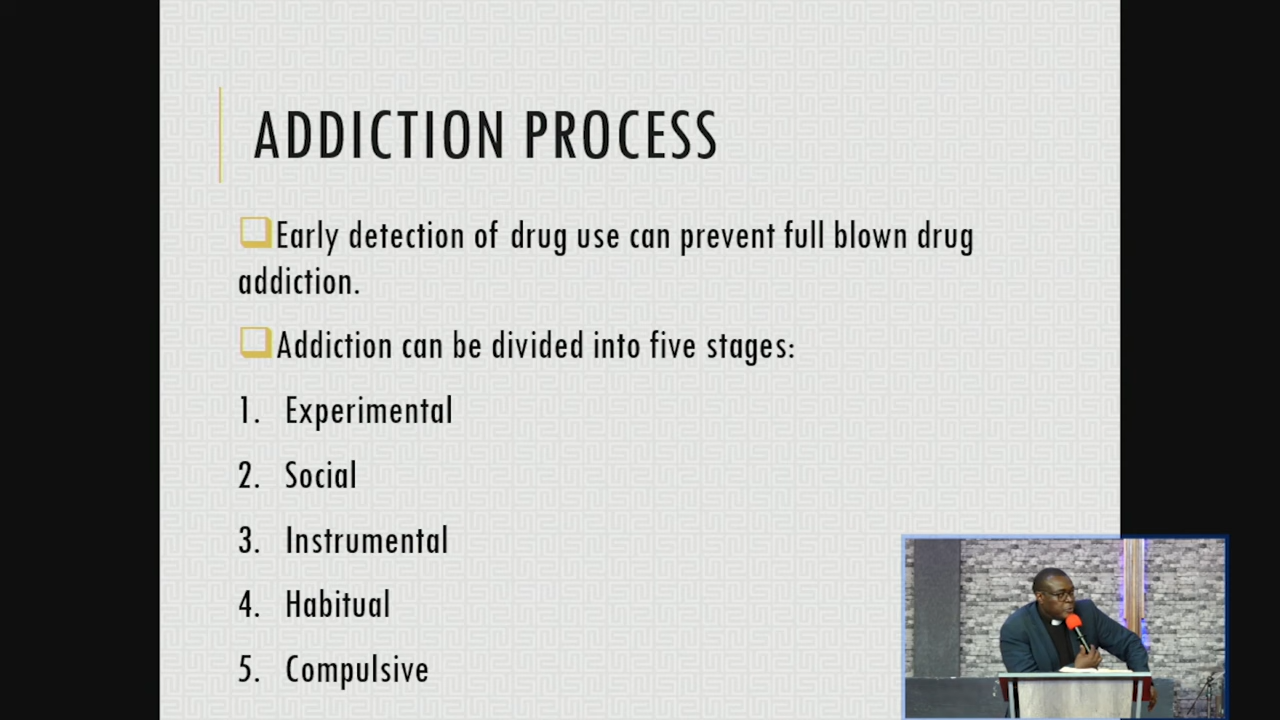 ADDICTION PROCESS
Early detection of drug use can prevent full blown drug
addiction.
Addiction can be divided into five stages:
1. Experimental
2. Social
3. Instrumental
4. Habitual
5. Compulsive